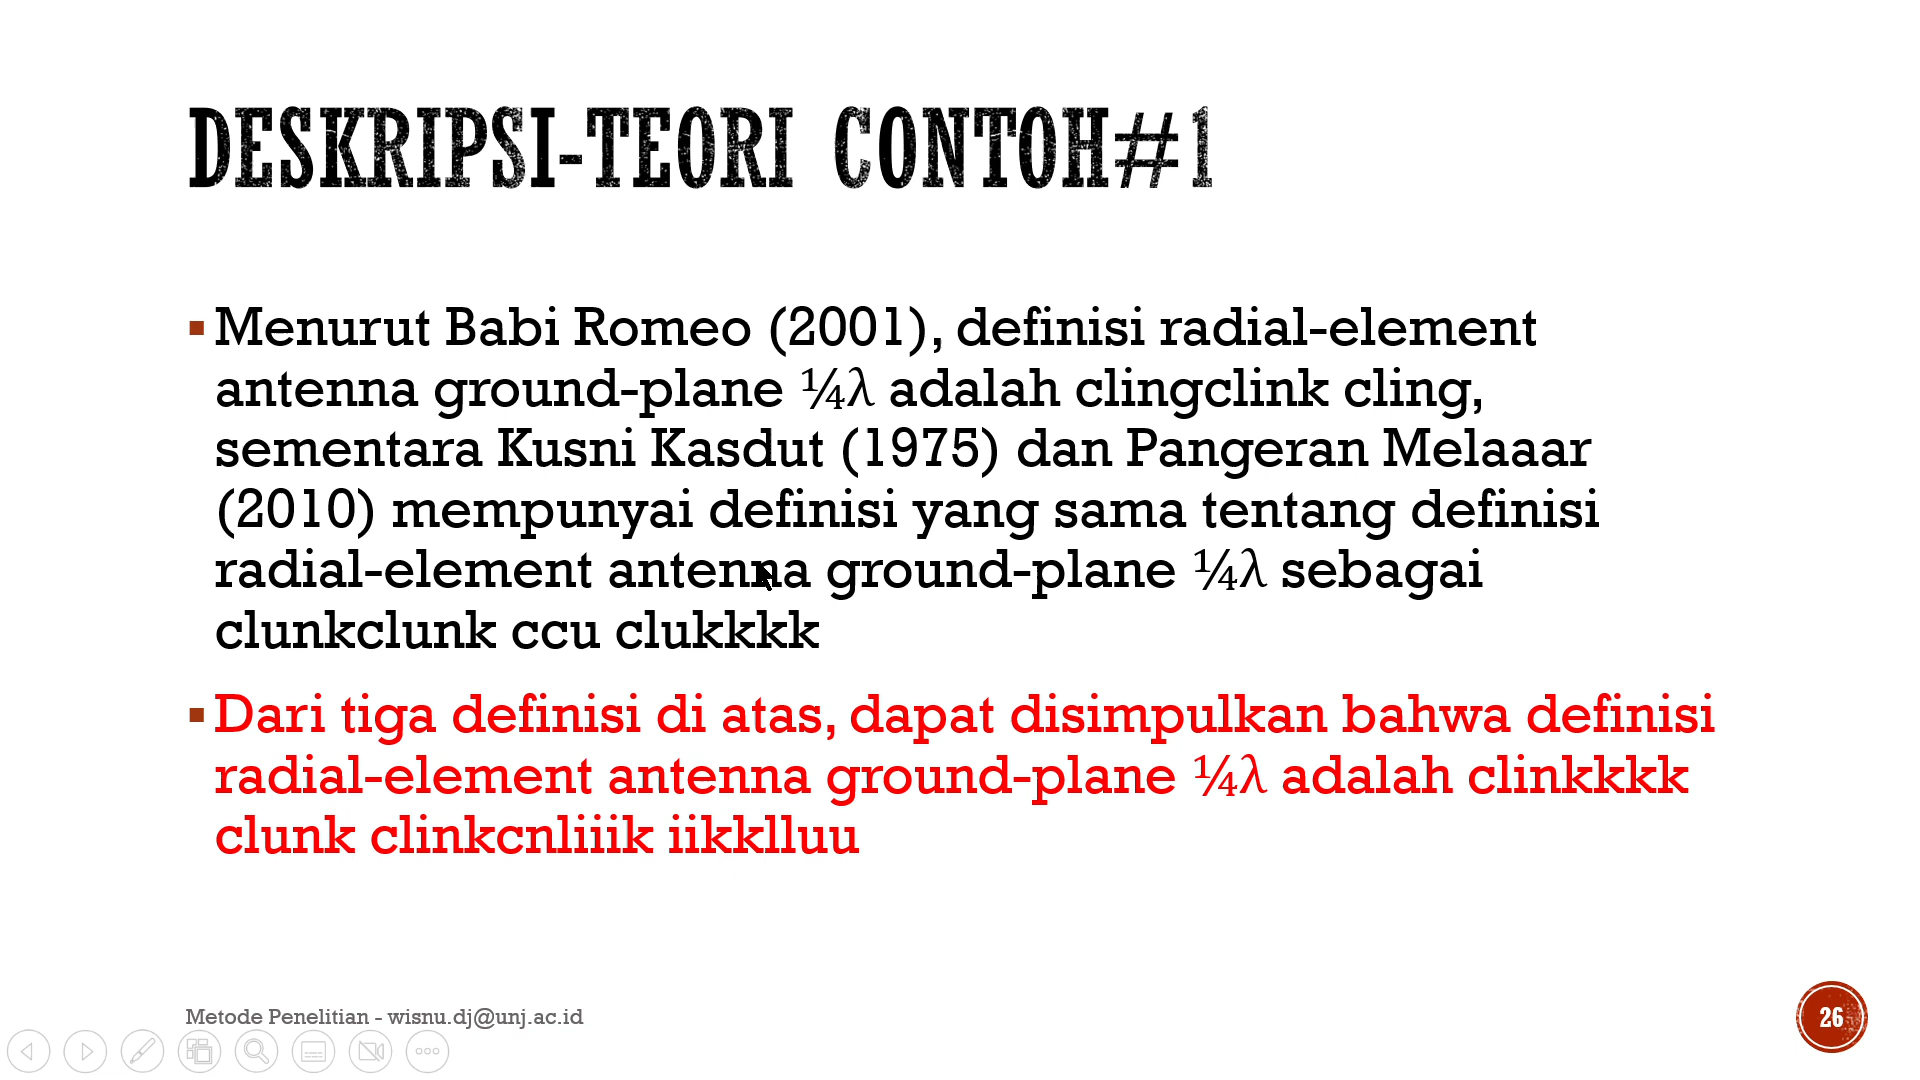 DESKRIPSI-TEORI CONTOH#1
▪Menurut Babi Romeo (2001), definisi radial-element
antenna ground-plane ¼λ adalah clingclink cling,
sementara Kusni Kasdut (1975) dan Pangeran Melaaar
(2010) mempunyai definisi yang sama tentang definisi
radial-element antenna ground-plane ¼λ sebagai
clunkclunk ccu clukkkk
▪Dari tiga definisi di atas, dapat disimpulkan bahwa definisi
radial-element antenna ground-plane ¼λ adalah clinkkkk
clunk clinkcnliiik iikklluu
Metode Penelitian - wisnu.dj@unj.ac.id
26